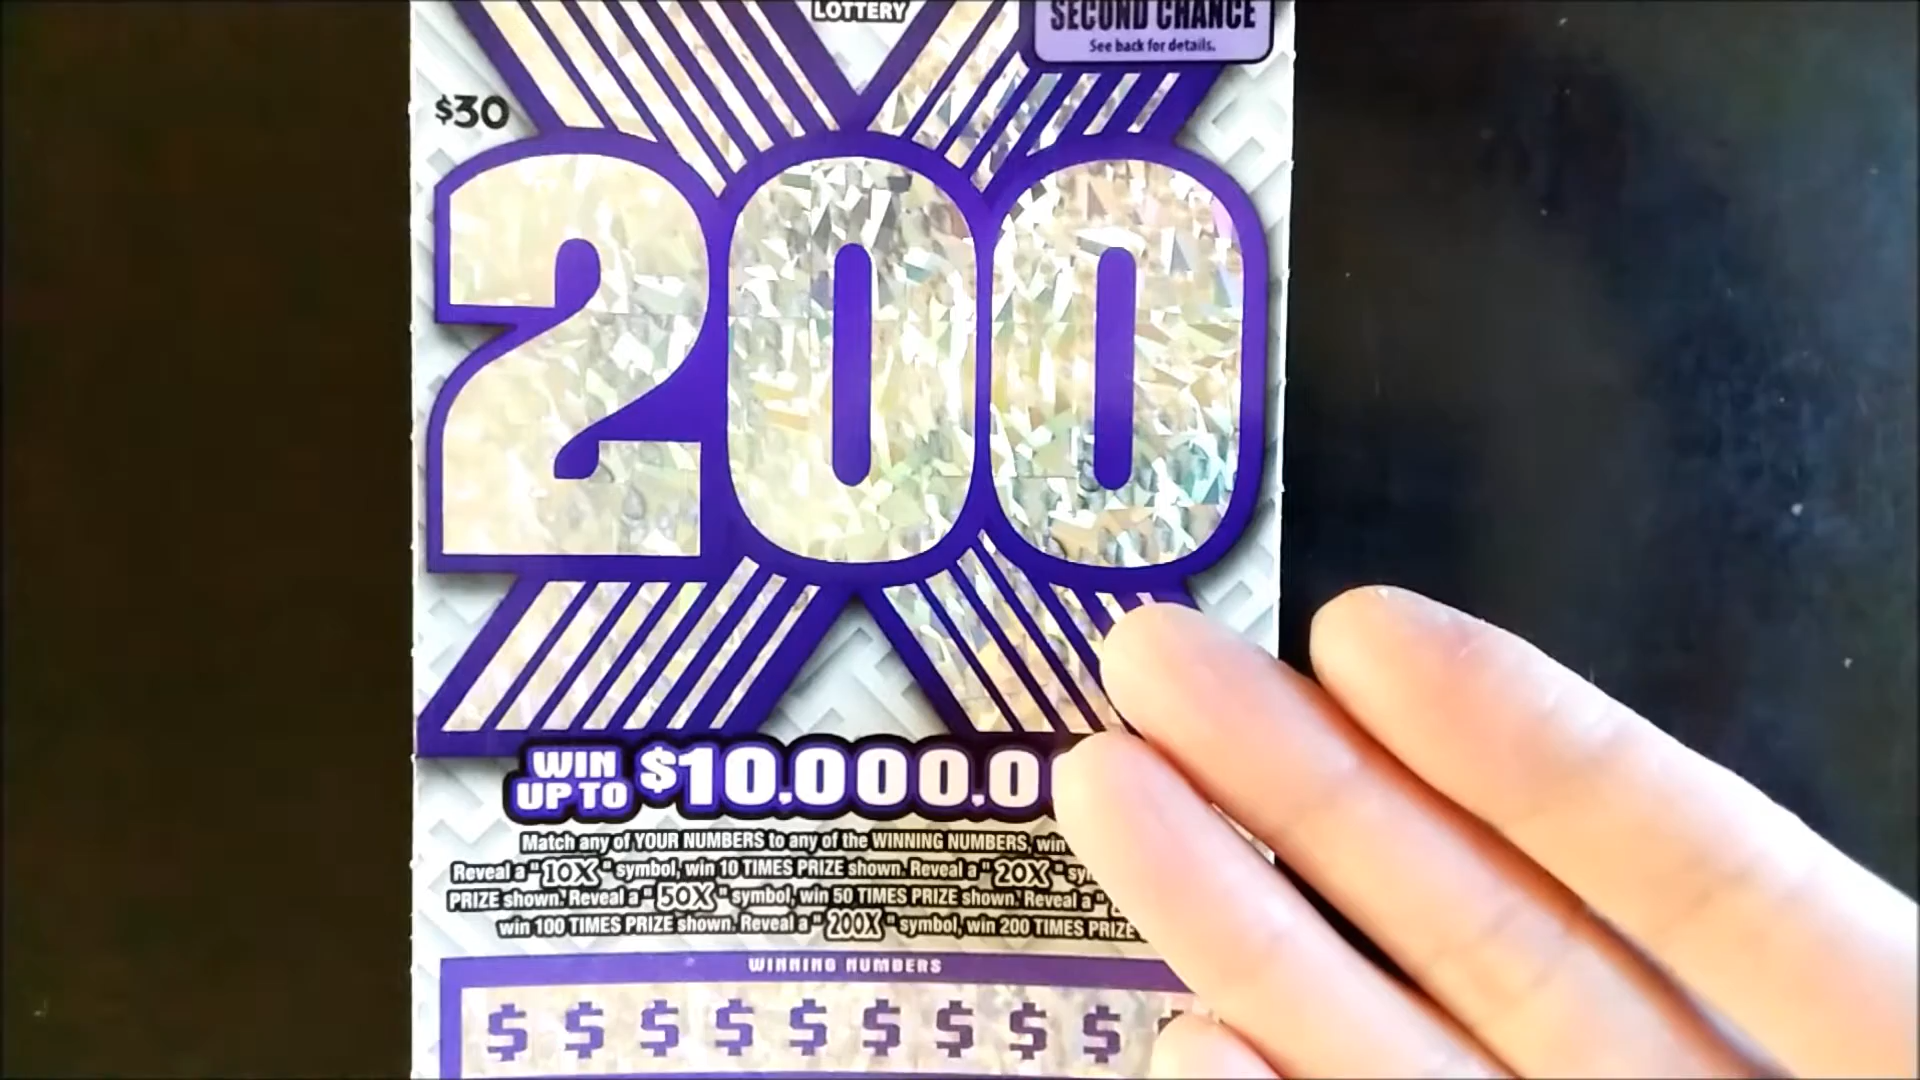 LOTTERY
SECOND CHANCE
See back for details.
$30
200
WIN UP TO $10,000,0
Match any of YOUR NUMBERS to any of the WINNING NUMBERS, win
Reveal a "10X" symbol, win 10 TIMES PRIZE shown. Reveal a "20X"
PRIZE shown. Reveal a "50X" symbol, win 50 TIMES PRIZE shown. Reveal a "
win 100 TIMES PRIZE shown. Reveal a "200X" symbol, win 200 TIMES PRIZE
WINNING NUMBERS
$ $ $ $ $ $ $ $ $